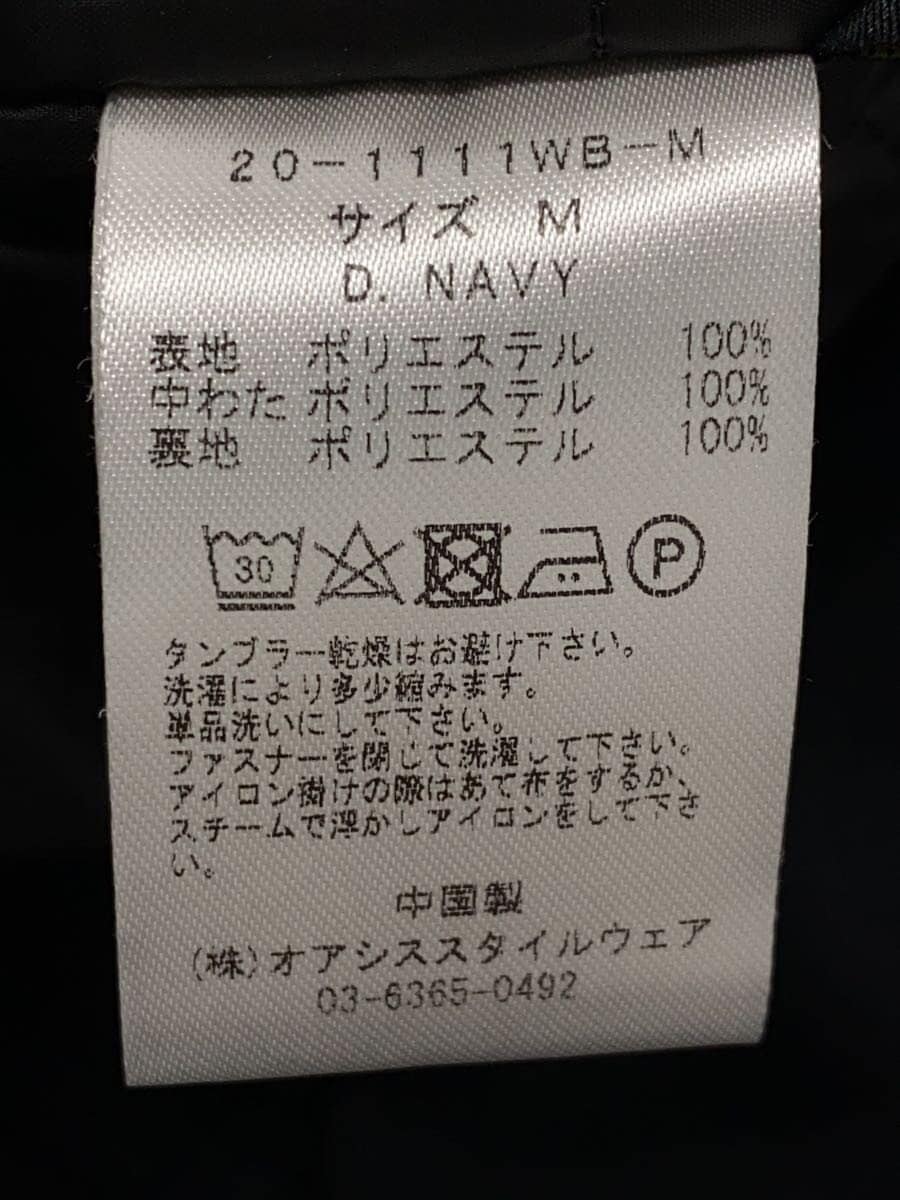 20-1111WB-M
サイズ M
D. NAVY
表地 ポリエステル 100%
中わた ポリエステル 100%
裏地 ポリエステル 100%
30 P
タンブラー乾燥はお避け下さい。
洗濯により多少縮みます。
単品洗いにして下さい。
ファスナーを閉じて洗濯して下さい。
アイロン掛けの際はあて布をするか、
スチームで浮かしアイロンをして下さ
い。
中国製
(株)オアシススタイルウェア
03-6365-0492